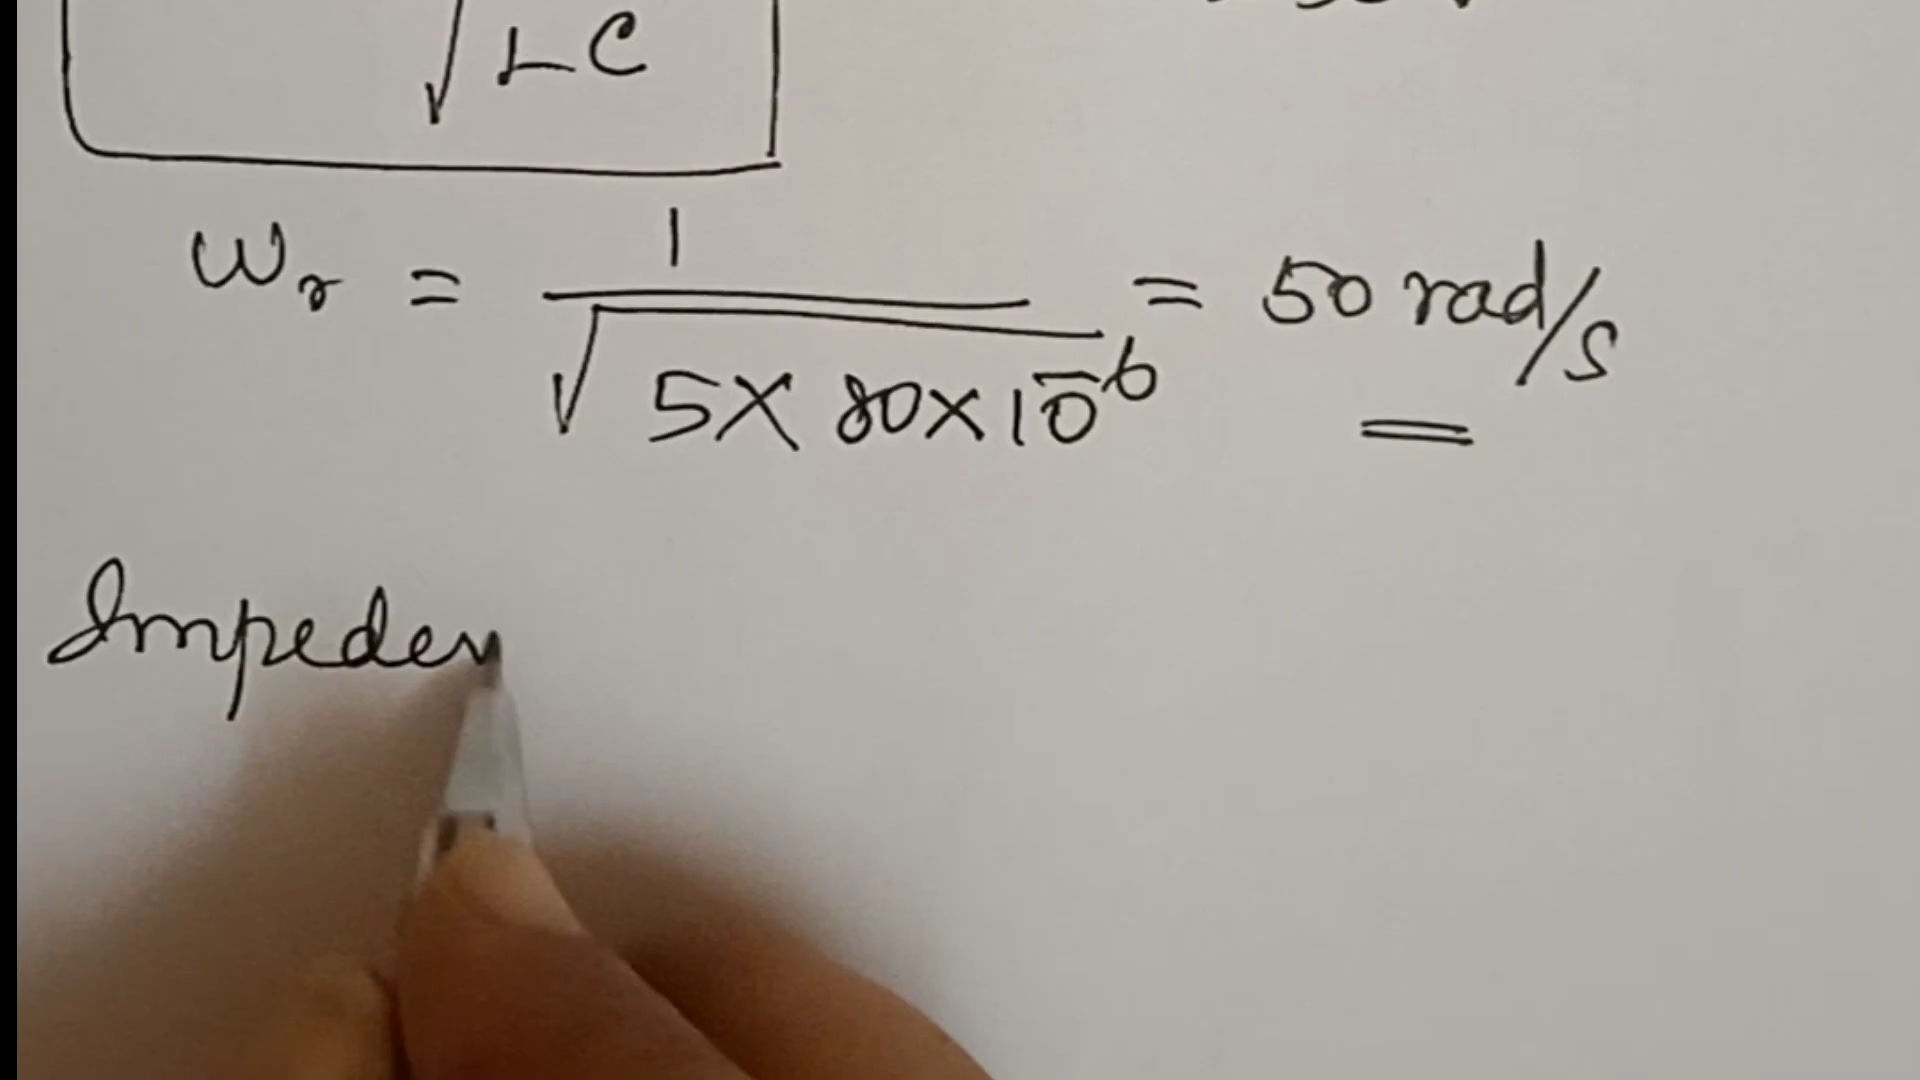 √LC
ωr = 1 / √5×80×10^-6 = 50 rad/s
Impeden